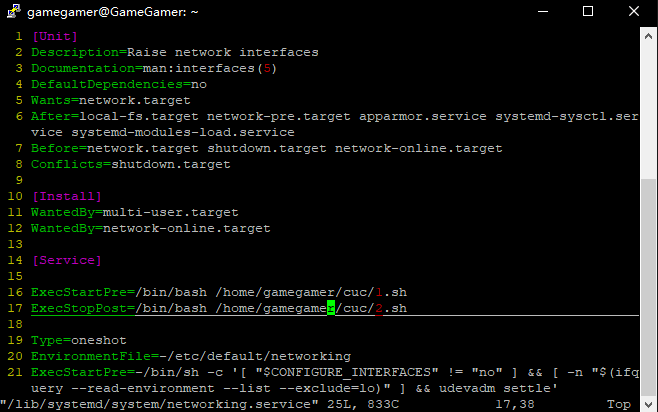 gamegamer@GameGamer: ~
1 [Unit]
2 Description=Raise network interfaces
3 Documentation=man:interfaces(5)
4 DefaultDependencies=no
5 Wants=network.target
6 After=local-fs.target network-pre.target apparmor.service systemd-sysctl.ser
vice systemd-modules-load.service
7 Before=network.target shutdown.target network-online.target
8 Conflicts=shutdown.target
9
10 [Install]
11 WantedBy=multi-user.target
12 WantedBy=network-online.target
13
14 [Service]
15
16 ExecStartPre=/bin/bash /home/gamegamer/cuc/1.sh
17 ExecStopPost=/bin/bash /home/gamegamer/cuc/2.sh
18
19 Type=oneshot
20 EnvironmentFile=-/etc/default/networking
21 ExecStartPre=-/bin/sh -c '[ "$CONFIGURE_INTERFACES" != "no" ] && [ -n "$(ifq
uery --read-environment --list --exclude=lo)" ] && udevadm settle'
"/lib/systemd/system/networking.service" 25L, 833C 17,38 Top